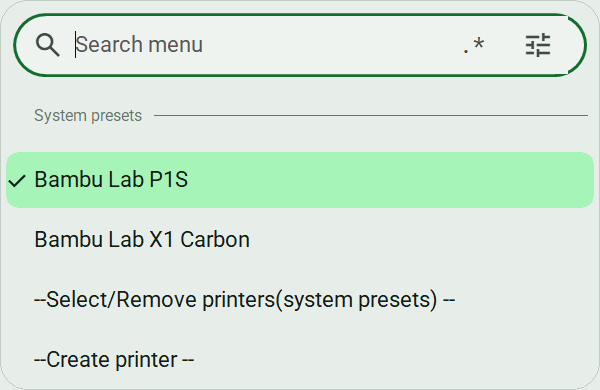 Search menu .*
System presets
Bambu Lab P1S
Bambu Lab X1 Carbon
--Select/Remove printers(system presets) --
--Create printer --